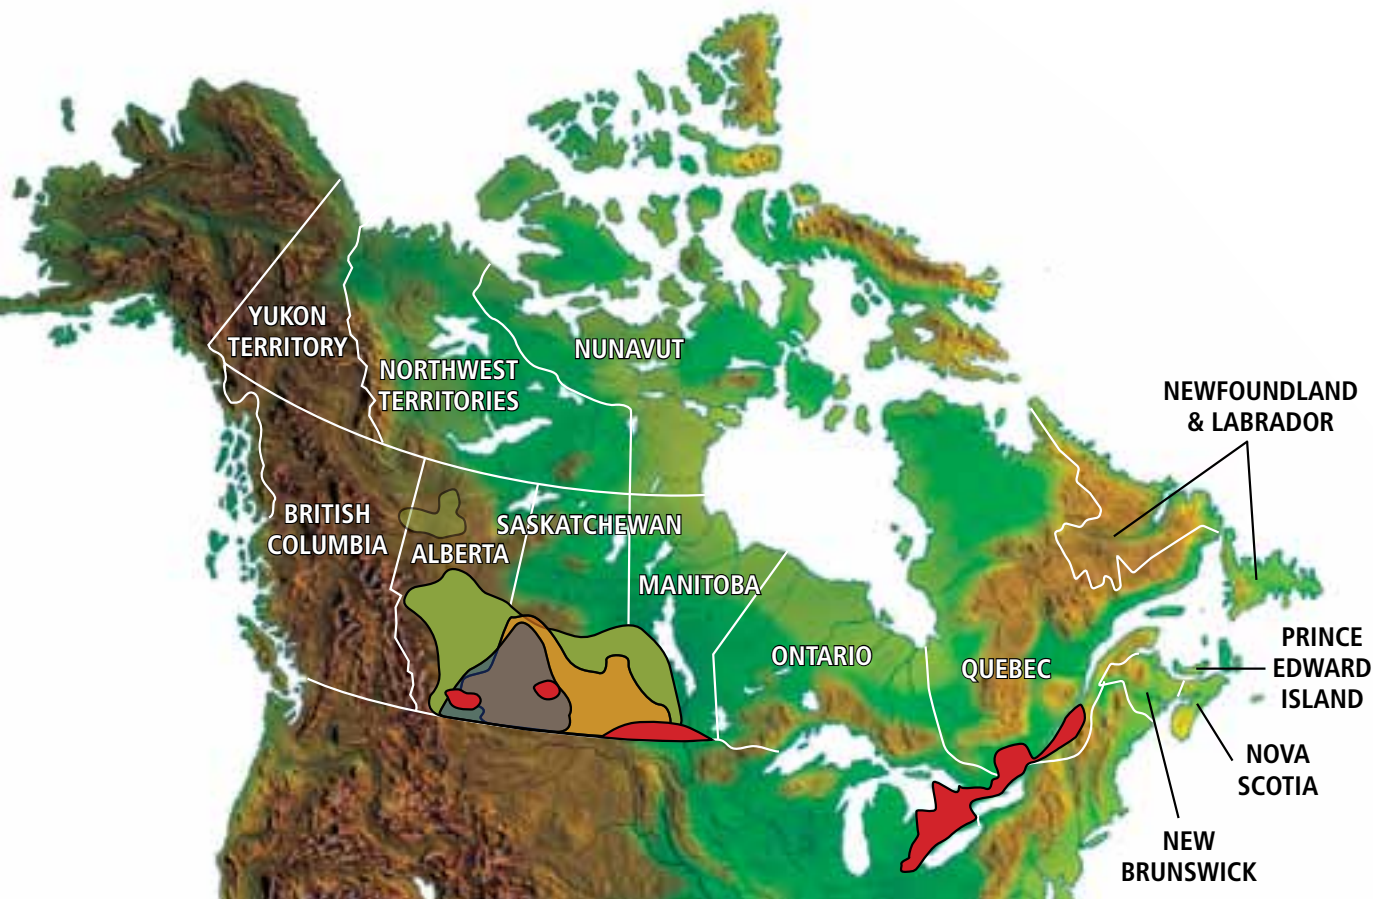 YUKON
TERRITORY
NORTHWEST
TERRITORIES
NUNAVUT
NEWFOUNDLAND
& LABRADOR
BRITISH
COLUMBIA
ALBERTA
SASKATCHEWAN
MANITOBA
ONTARIO
QUEBEC
PRINCE
EDWARD
ISLAND
NOVA
SCOTIA
NEW
BRUNSWICK